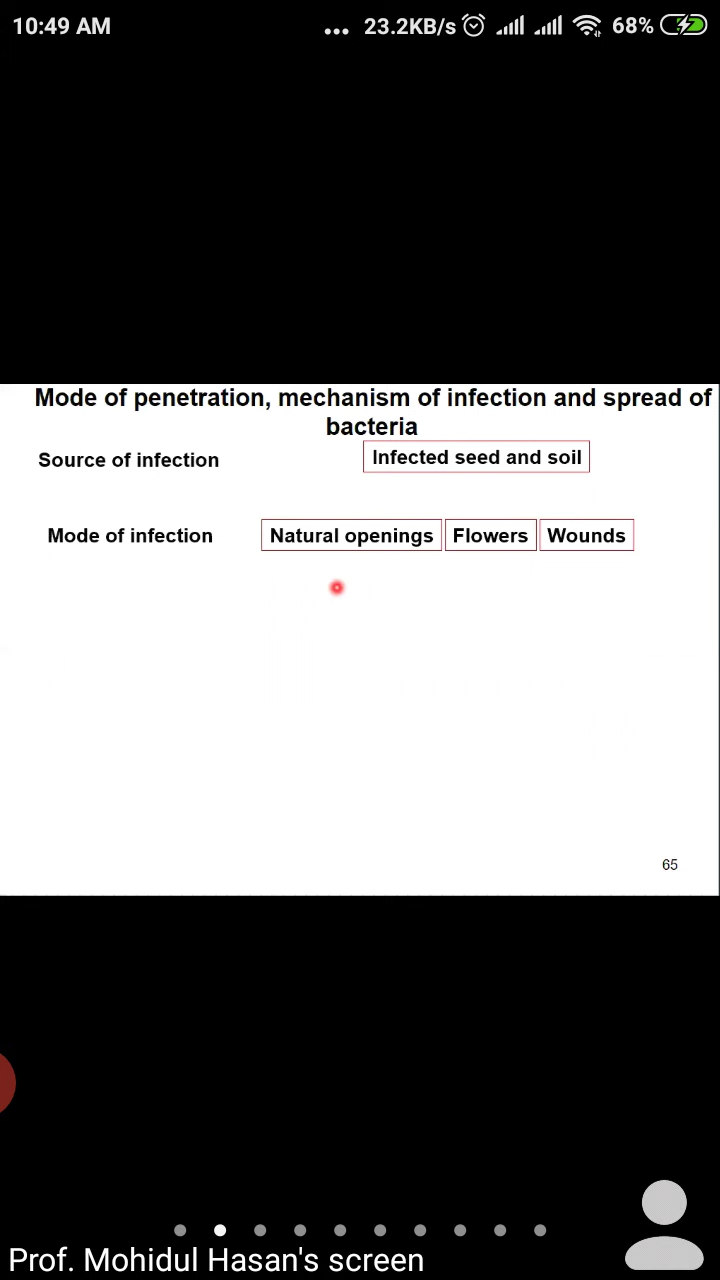 10:49 AM ... 23.2KB/s 68%
Mode of penetration, mechanism of infection and spread of
bacteria
Source of infection Infected seed and soil
Mode of infection Natural openings Flowers Wounds
65
Prof. Mohidul Hasan's screen